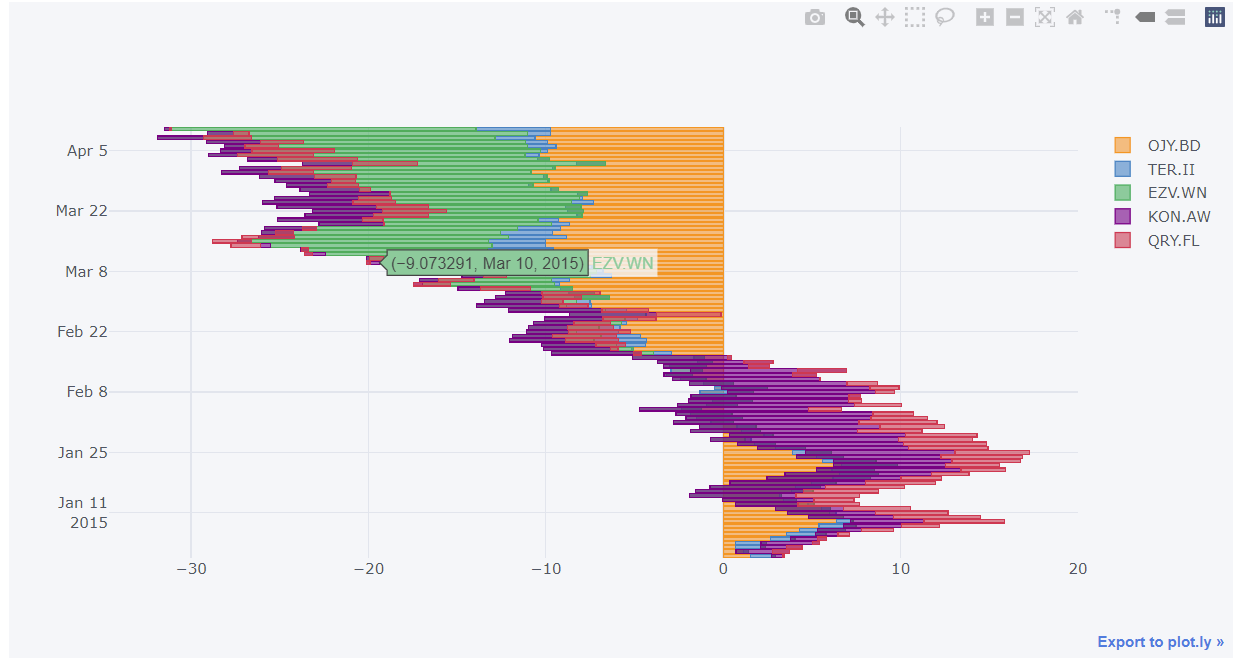 OJY.BD
TER.II
EZV.WN
KON.AW
QRY.FL
Apr 5
Mar 22
Mar 8
Feb 22
Feb 8
Jan 25
Jan 11
2015
(−9.073291, Mar 10, 2015) EZV.WN
−30 −20 −10 0 10 20
Export to plot.ly »